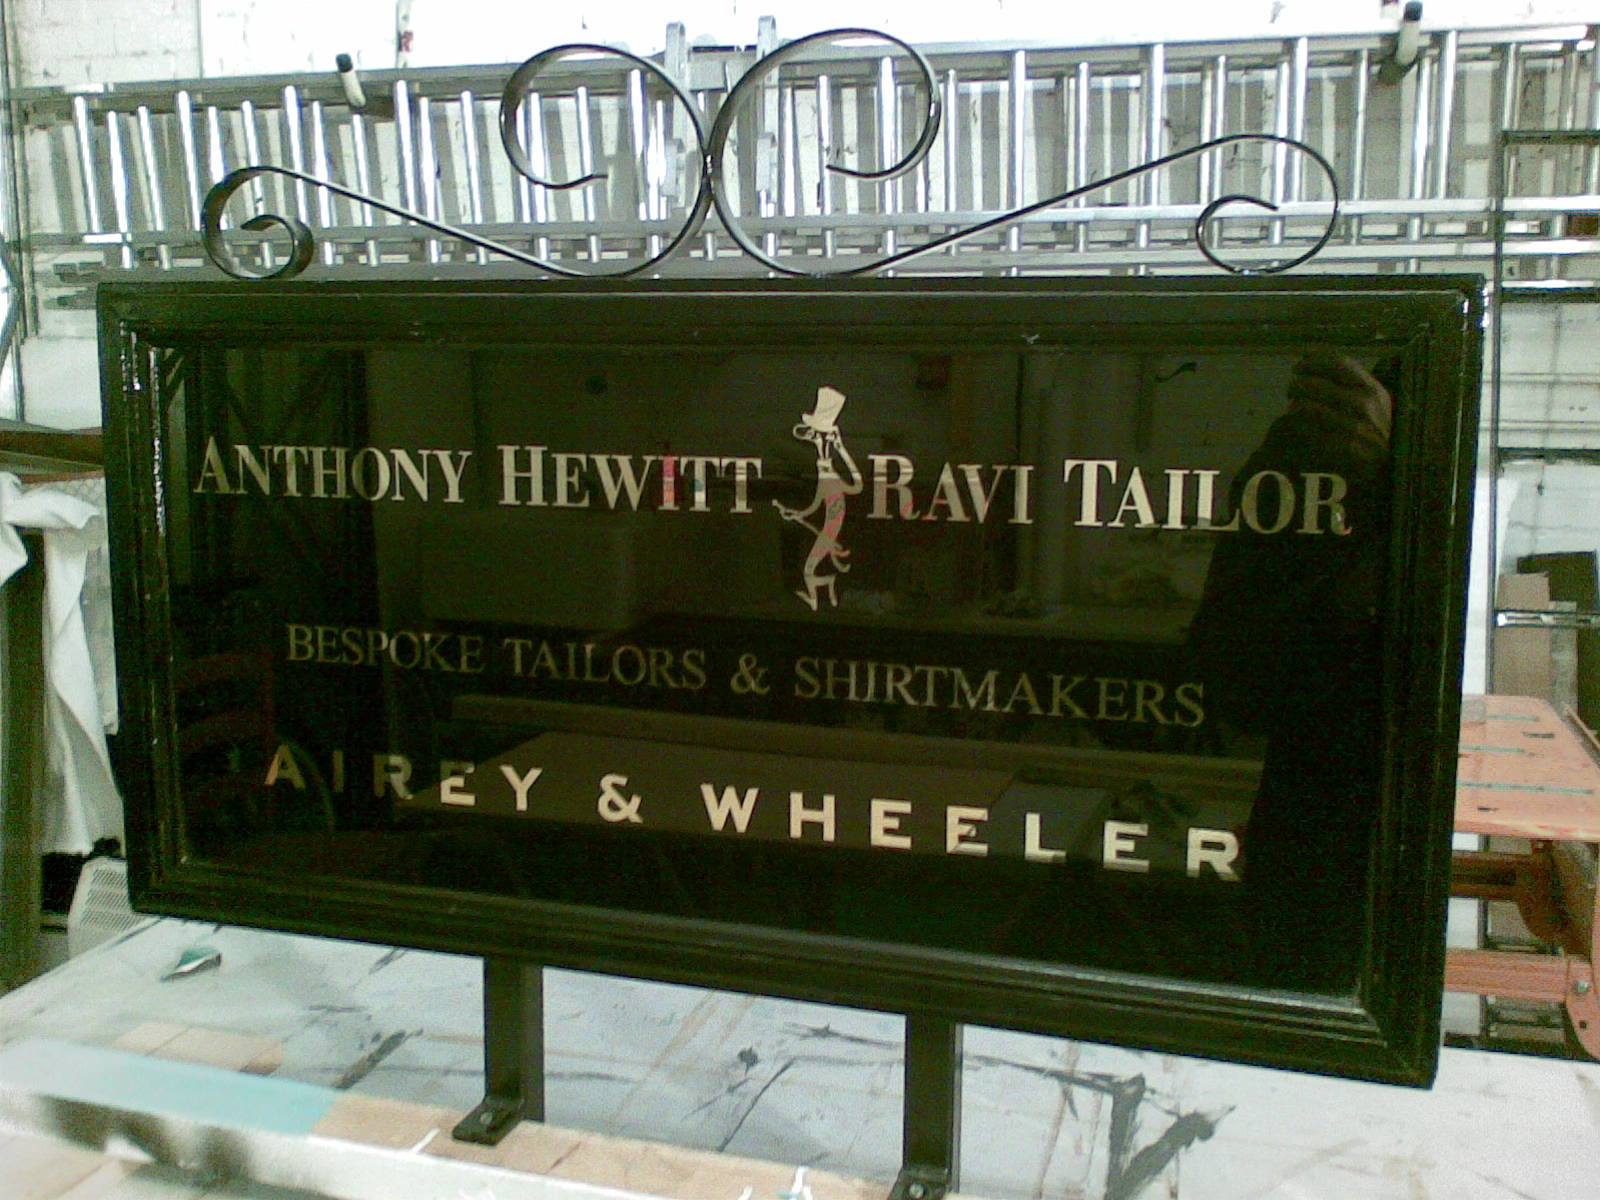 ANTHONY HEWITT RAVI TAILOR
BESPOKE TAILORS & SHIRTMAKERS
AIREY & WHEELER